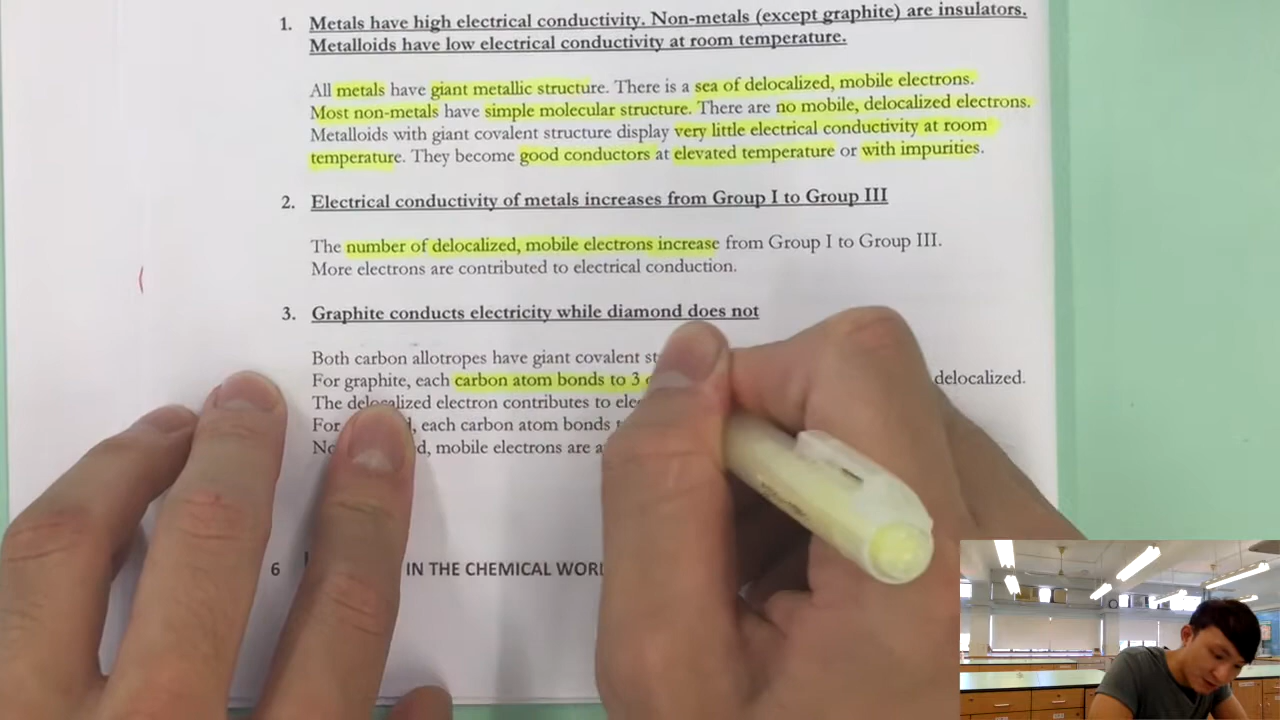 1. Metals have high electrical conductivity. Non-metals (except graphite) are insulators.
Metalloids have low electrical conductivity at room temperature.
All metals have giant metallic structure. There is a sea of delocalized, mobile electrons.
Most non-metals have simple molecular structure. There are no mobile, delocalized electrons.
Metalloids with giant covalent structure display very little electrical conductivity at room
temperature. They become good conductors at elevated temperature or with impurities.
2. Electrical conductivity of metals increases from Group I to Group III
The number of delocalized, mobile electrons increase from Group I to Group III.
More electrons are contributed to electrical conduction.
3. Graphite conducts electricity while diamond does not
Both carbon allotropes have giant covalent
For graphite, each carbon atom bonds to 3 delocalized.
The delocalized electron contributes to
For , each carbon atom bonds
mobile electrons are
6 IN THE CHEMICAL